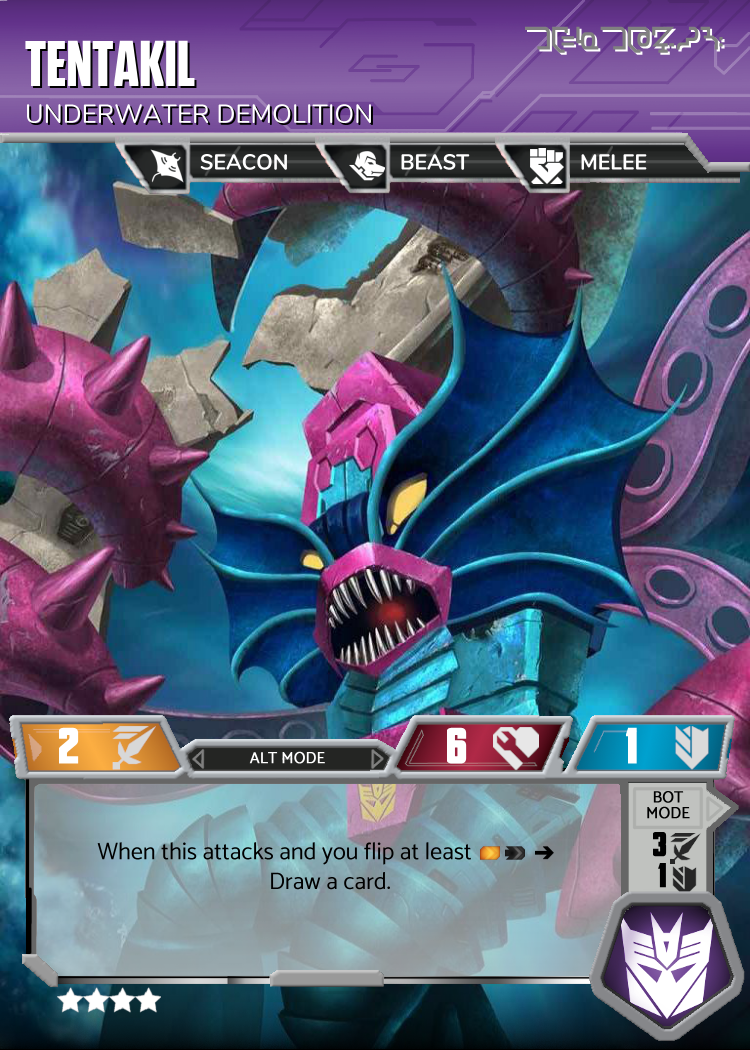 TENTAKIL
UNDERWATER DEMOLITION
SEACON BEAST MELEE
2 ALT MODE 6 1
When this attacks and you flip at least
Draw a card.
BOT
MODE
3
1